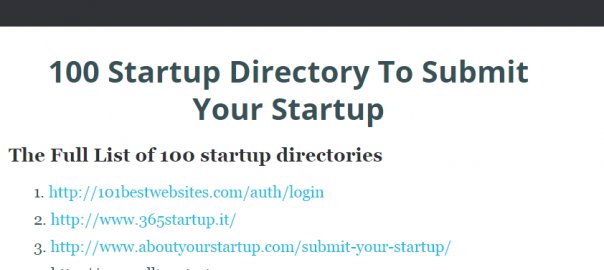 100 Startup Directory To Submit
Your Startup
The Full List of 100 startup directories
1. http://101bestwebsites.com/auth/login
2. http://www.365startup.it/
3. http://www.aboutyourstartup.com/submit-your-startup/